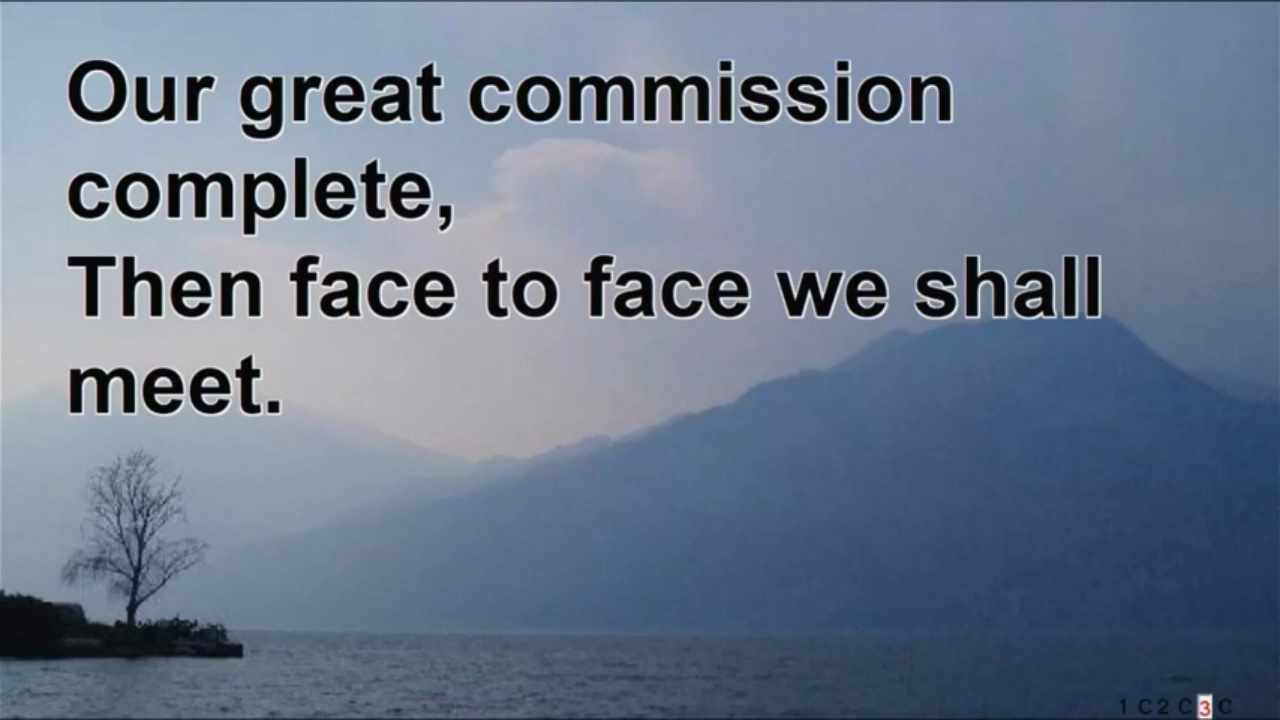 Our great commission
complete,
Then face to face we shall
meet.
1 C 2 C 3 C